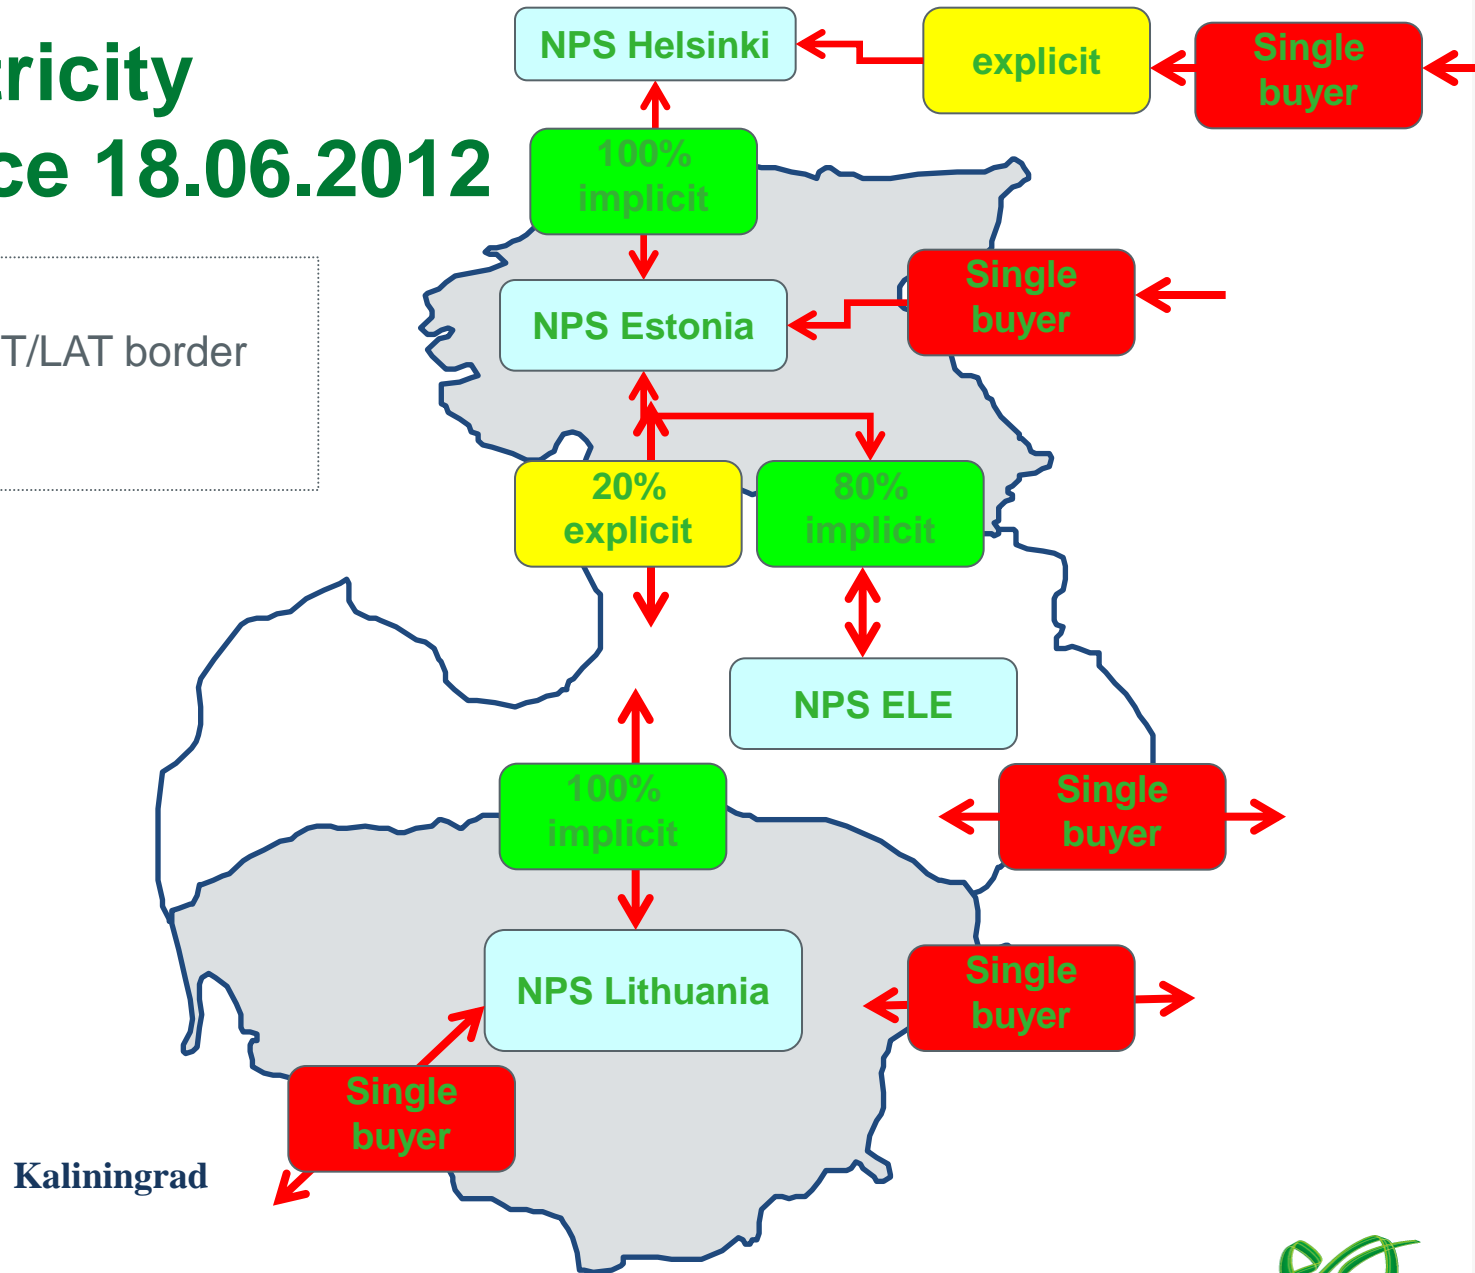 tricity
ce 18.06.2012
T/LAT border
NPS Helsinki
explicit
Single
buyer
100%
implicit
Single
buyer
NPS Estonia
20%
explicit
80%
implicit
NPS ELE
100%
implicit
Single
buyer
NPS Lithuania
Single
buyer
Single
buyer
Kaliningrad